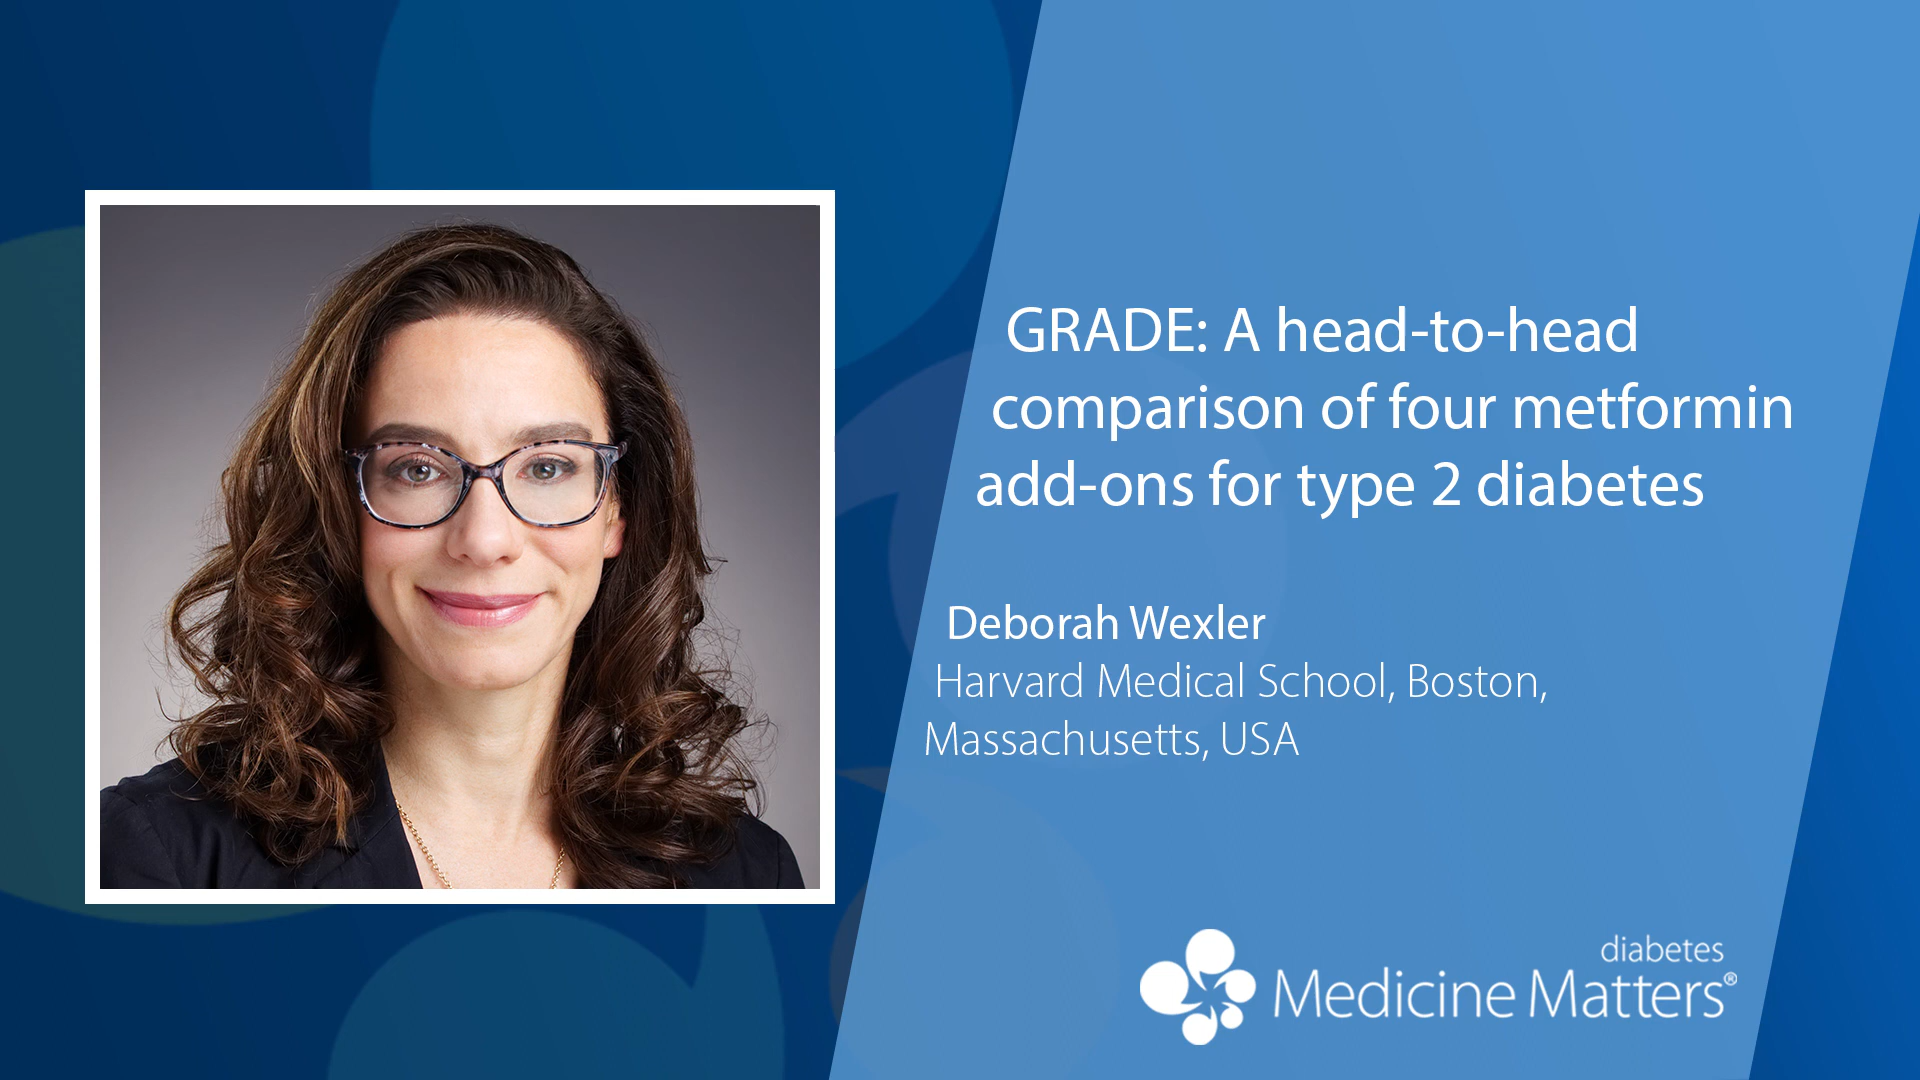 GRADE: A head-to-head
comparison of four metformin
add-ons for type 2 diabetes
Deborah Wexler
Harvard Medical School, Boston,
Massachusetts, USA
diabetes
Medicine Matters®